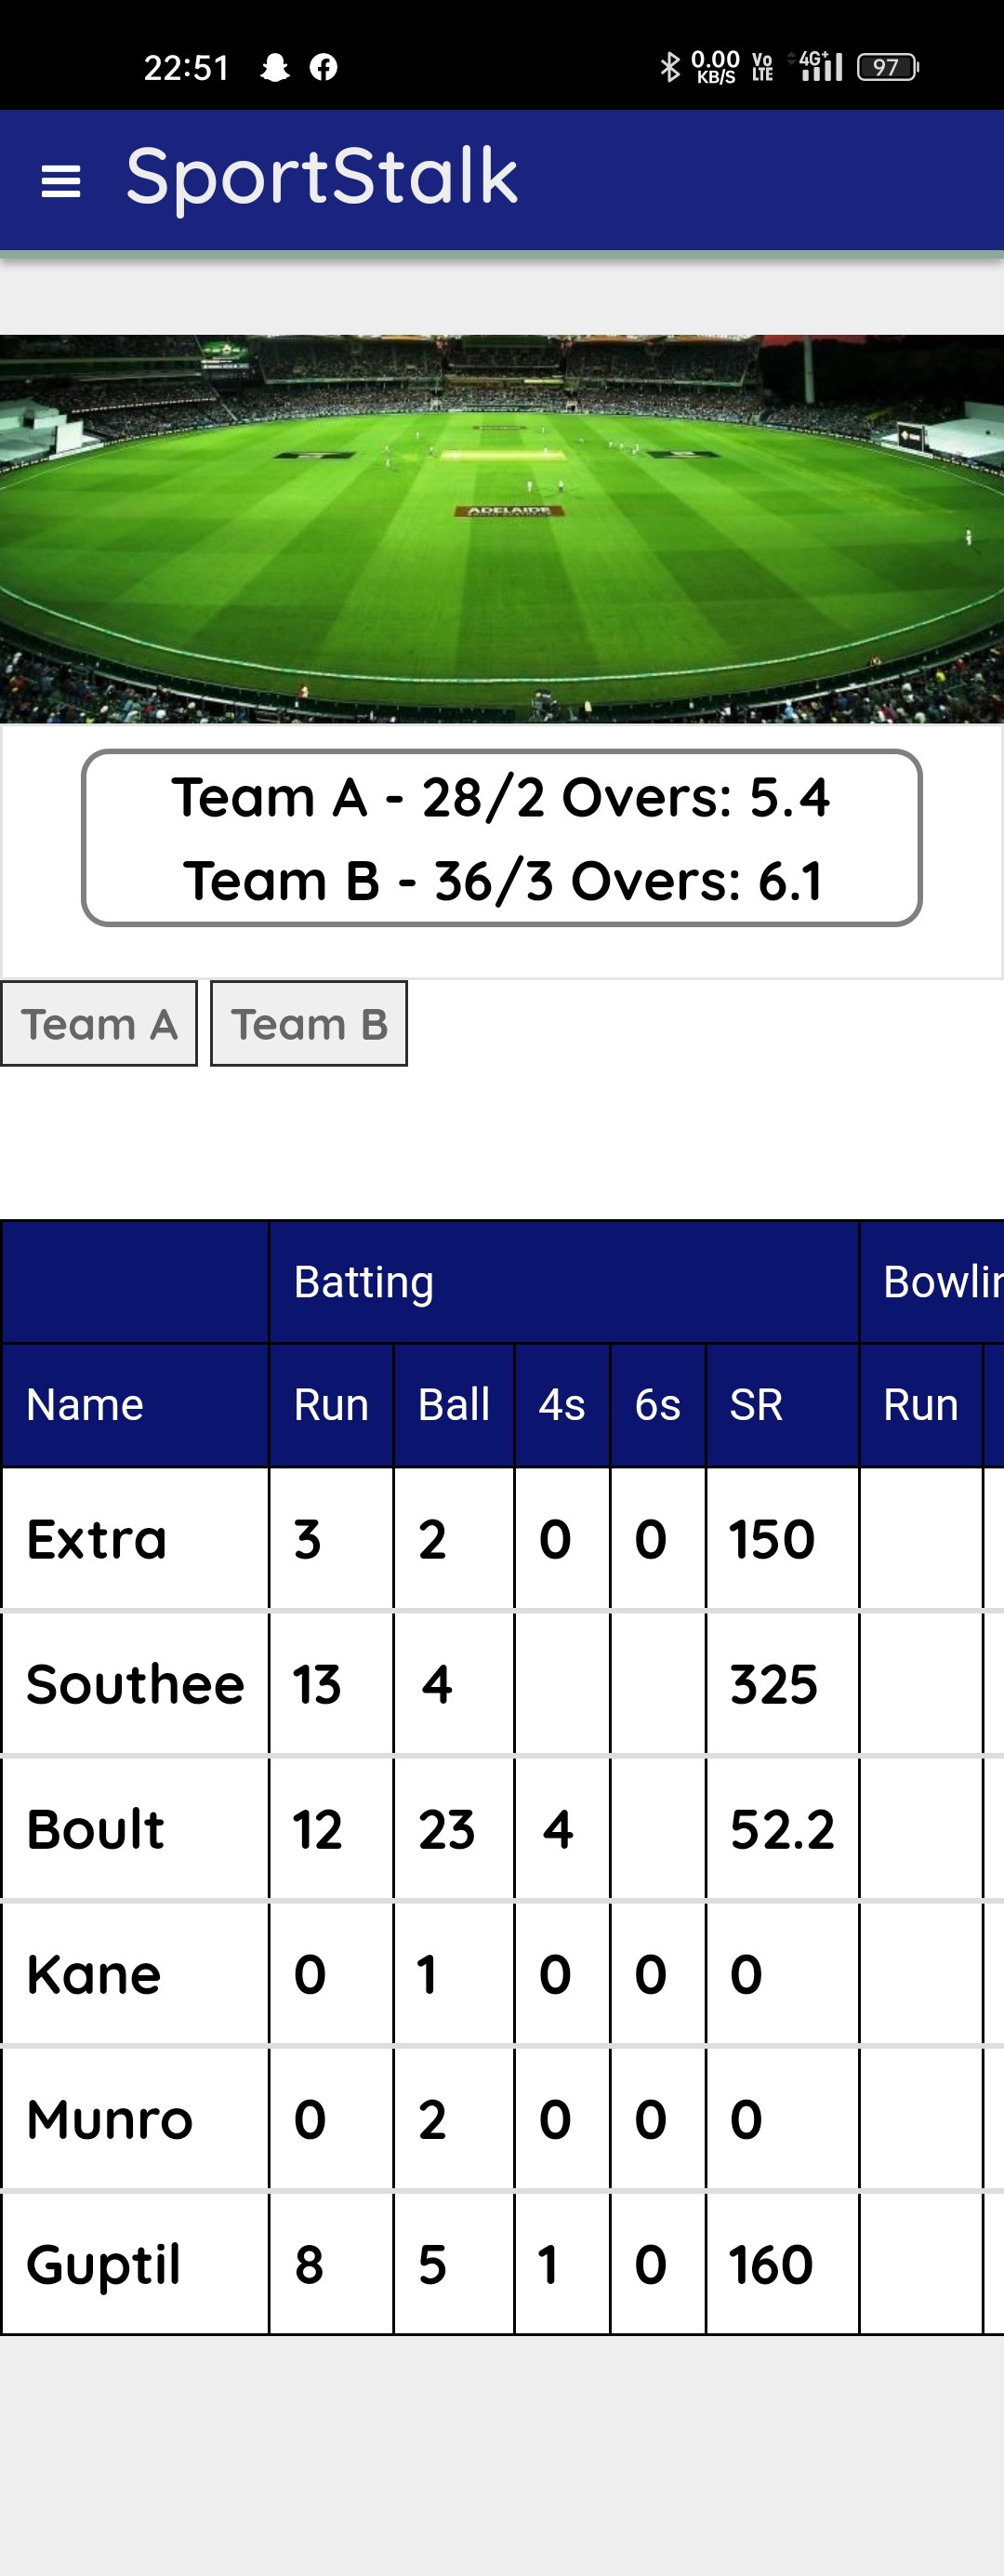 22:51 0.00 KB/S Vo LTE 4G+ 97
SportStalk
ADELAIDE
Team A - 28/2 Overs: 5.4
Team B - 36/3 Overs: 6.1
Team A Team B
Batting Bowlin
Name Run Ball 4s 6s SR Run
Extra 3 2 0 0 150
Southee 13 4 325
Boult 12 23 4 52.2
Kane 0 1 0 0 0
Munro 0 2 0 0 0
Guptil 8 5 1 0 160